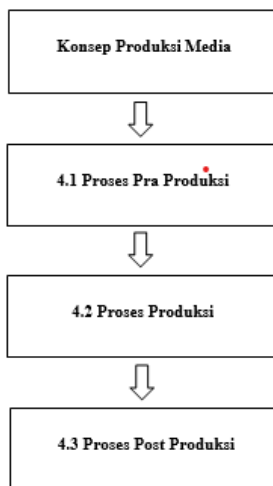 Konsep Produksi Media
4.1 Proses Pra Produksi
4.2 Proses Produksi
4.3 Proses Post Produksi